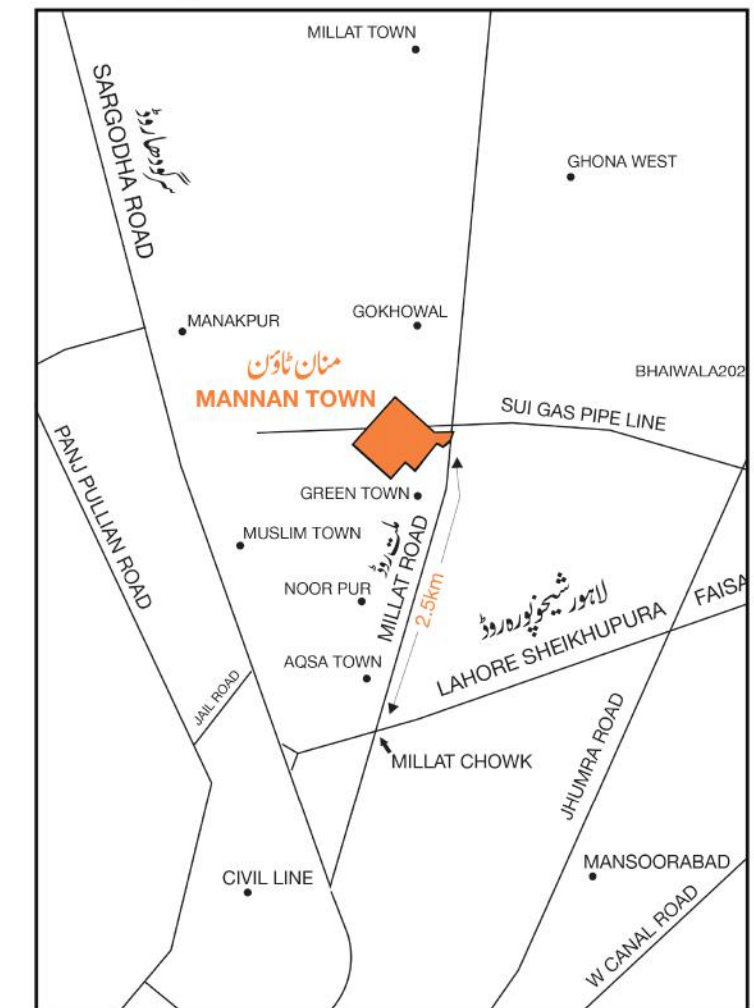 MILLAT TOWN
SARGODHA ROAD
سرگودھا روڈ
GHONA WEST
MANAKPUR
GOKHOWAL
منان ٹاؤن
MANNAN TOWN
BHAIWALA202
SUI GAS PIPE LINE
PANJ PULLIAN ROAD
GREEN TOWN
MUSLIM TOWN
ملت روڈ
MILLAT ROAD
2.5km
NOOR PUR
لاہور شیخوپورہ روڈ
LAHORE SHEIKHUPURA
FAISA
AQSA TOWN
JAIL ROAD
MILLAT CHOWK
JHUMRA ROAD
CIVIL LINE
MANSOORABAD
W CANAL ROAD